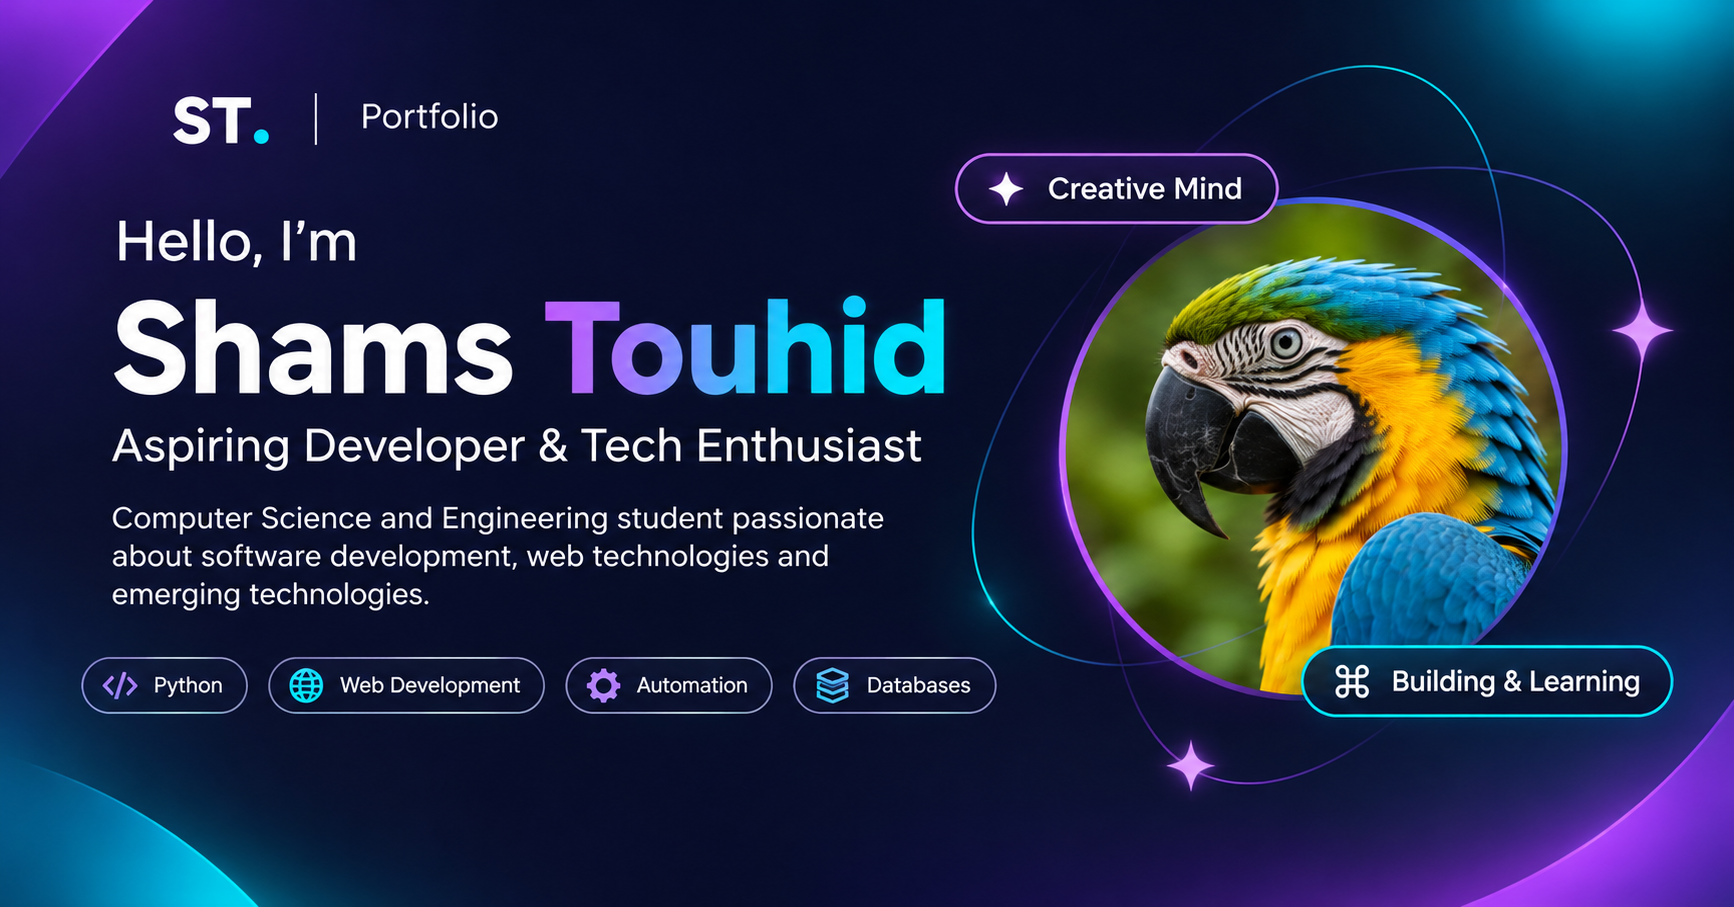 ST.
Portfolio
Hello, I’m
Shams Touhid
Aspiring Developer & Tech Enthusiast
Computer Science and Engineering student passionate
about software development, web technologies and
emerging technologies.
Python
Web Development
Automation
Databases
Creative Mind
Building & Learning